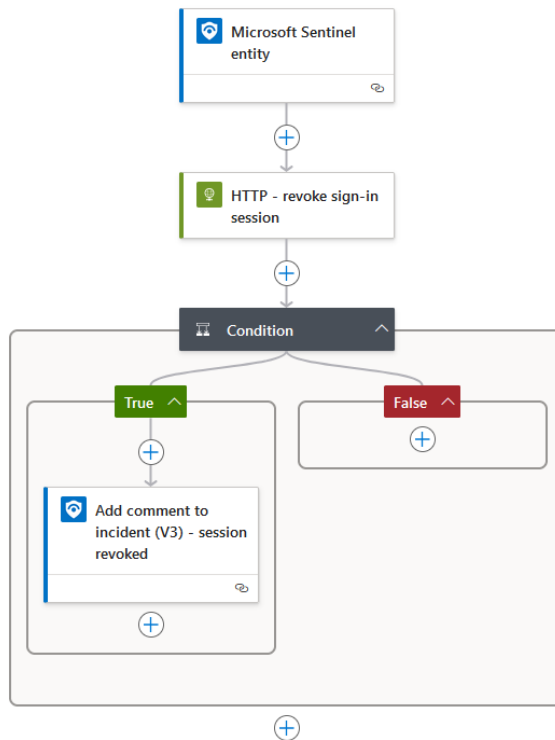 Microsoft Sentinel
entity
HTTP - revoke sign-in
session
Condition
True
False
Add comment to
incident (V3) - session
revoked